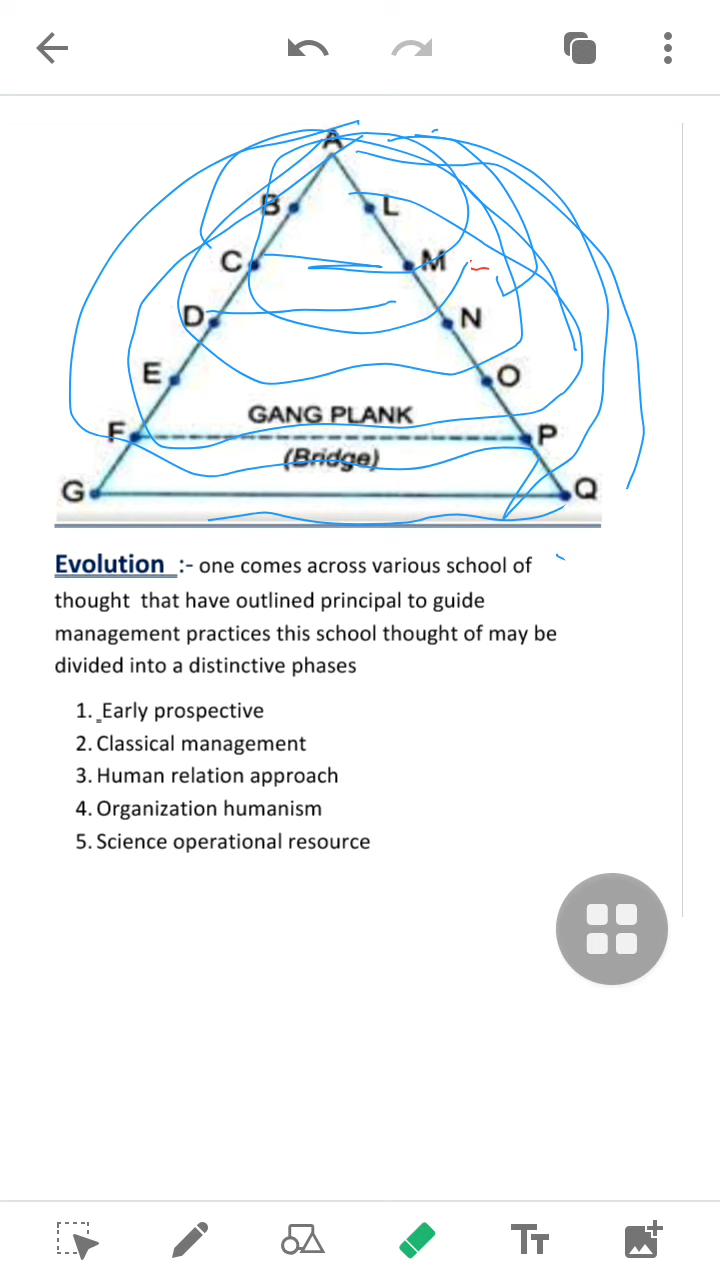 A
B L
C M
D N
E O
GANG PLANK
F P
(Bridge)
G Q
Evolution :- one comes across various school of
thought that have outlined principal to guide
management practices this school thought of may be
divided into a distinctive phases
1. Early prospective
2. Classical management
3. Human relation approach
4. Organization humanism
5. Science operational resource
TT